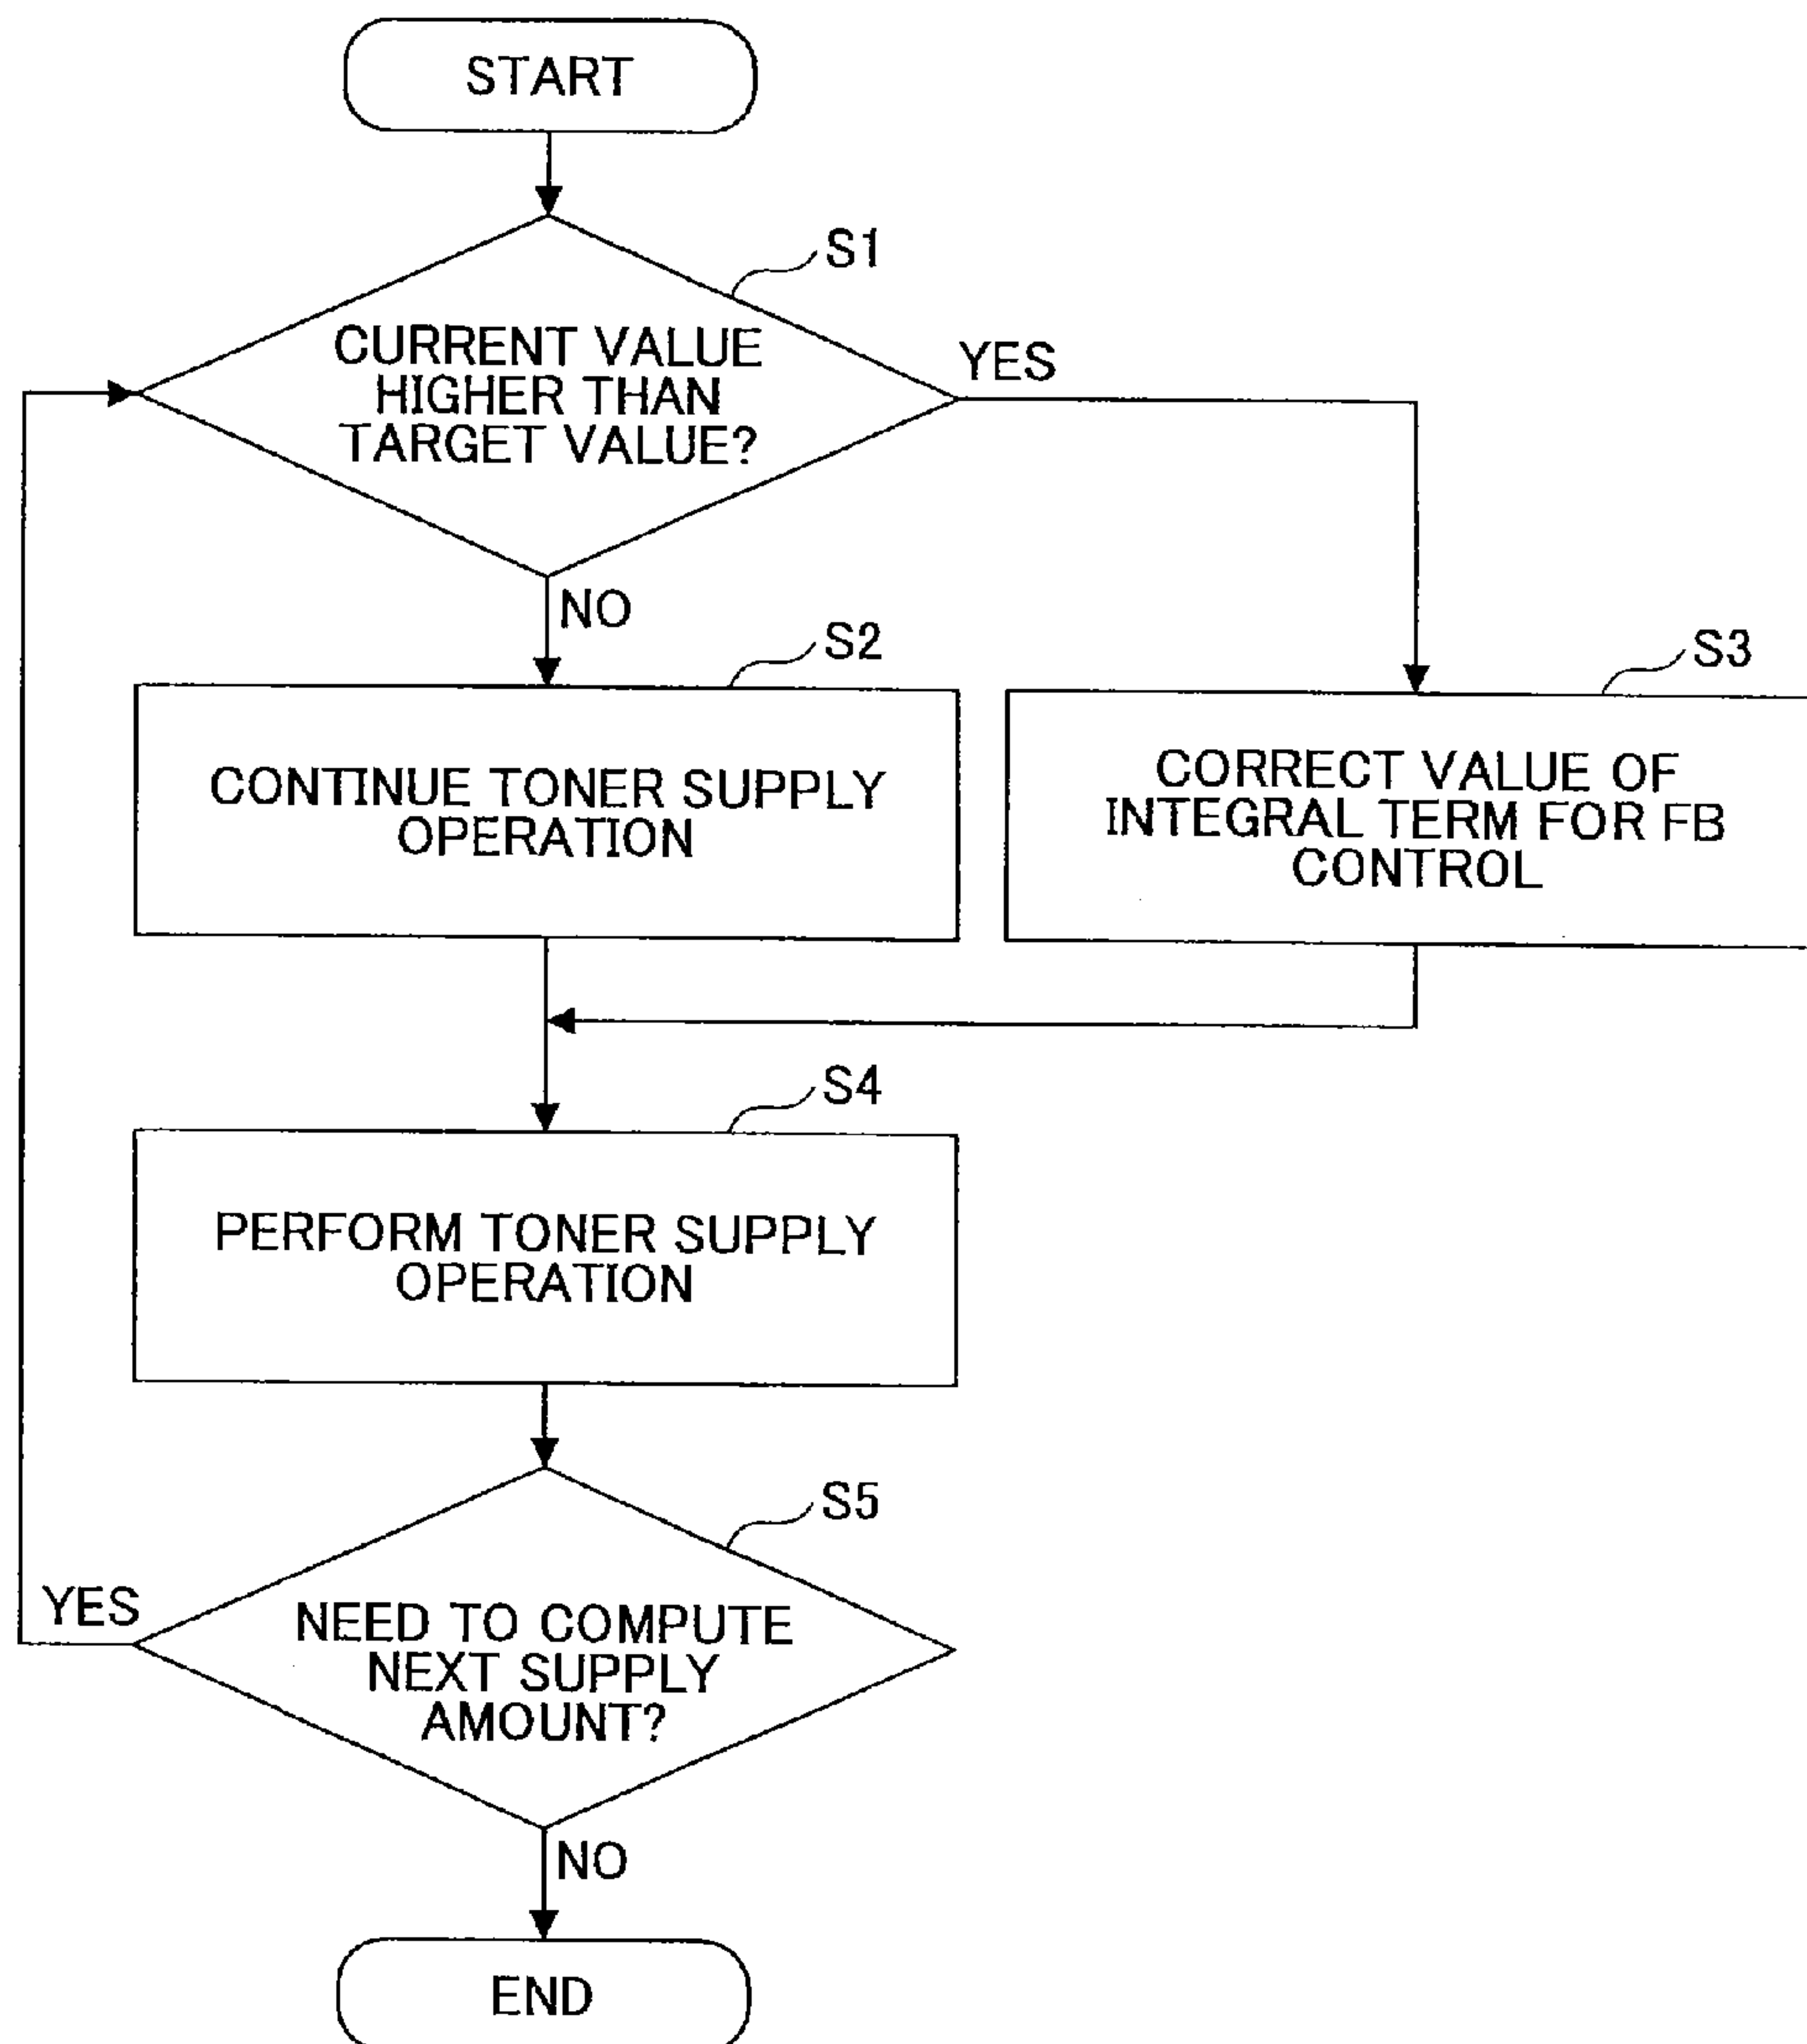 START
S1
CURRENT VALUE
HIGHER THAN
TARGET VALUE?
YES
NO
S2
CONTINUE TONER SUPPLY
OPERATION
S3
CORRECT VALUE OF
INTEGRAL TERM FOR FB
CONTROL
S4
PERFORM TONER SUPPLY
OPERATION
S5
NEED TO COMPUTE
NEXT SUPPLY
AMOUNT?
YES
NO
END